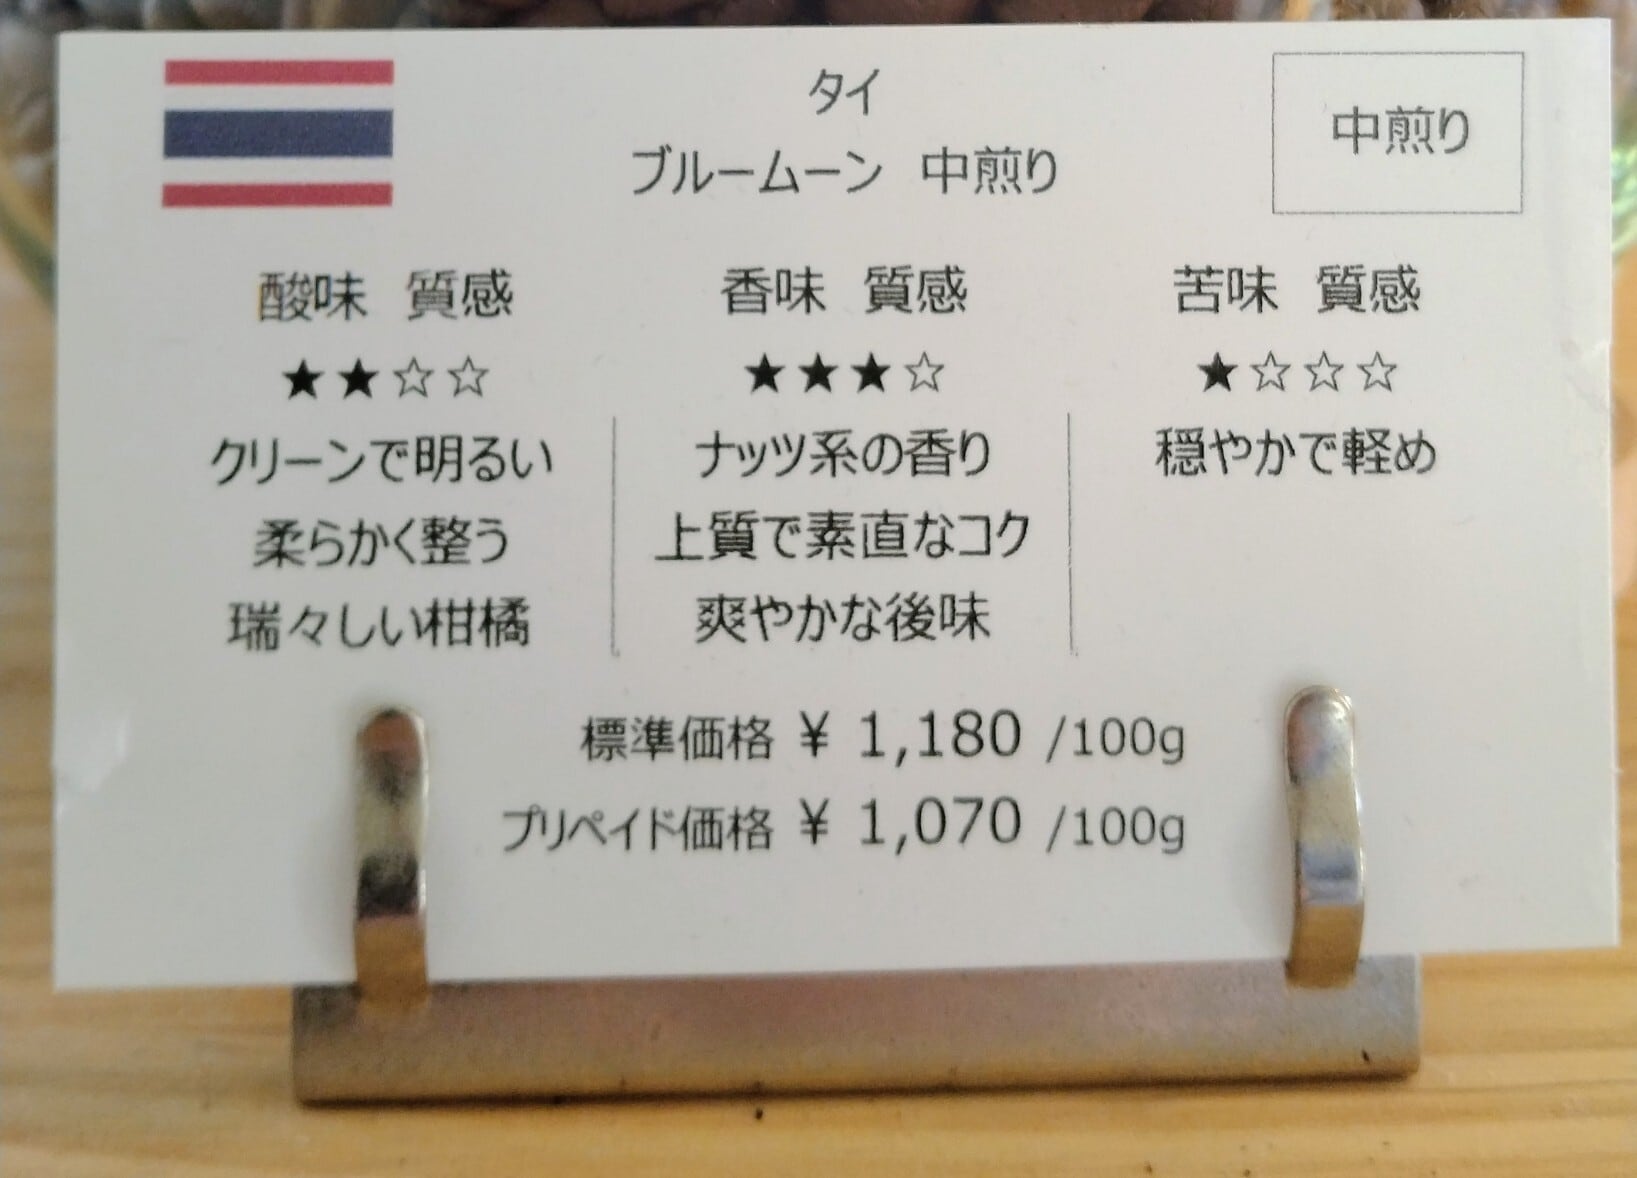 タイ
ブルームーン 中煎り
中煎り
酸味 質感
★★☆☆
クリーンで明るい
柔らかく整う
瑞々しい柑橘
香味 質感
★★★☆
ナッツ系の香り
上質で素直なコク
爽やかな後味
苦味 質感
★☆☆☆
穏やかで軽め
標準価格 ¥ 1,180 /100g
プリペイド価格 ¥ 1,070 /100g